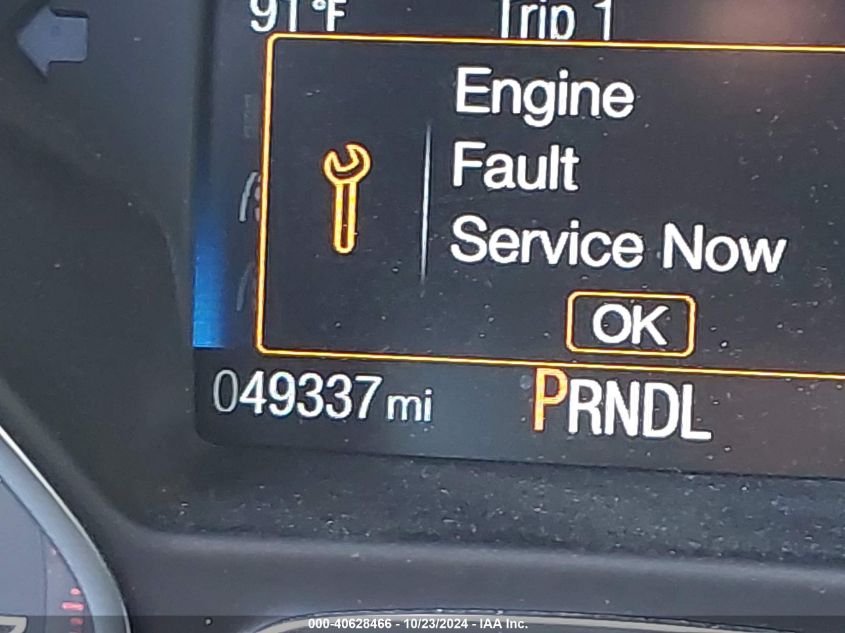 91°F Trip 1
Engine
Fault
Service Now
OK
049337 mi PRNDL
000-40628466 - 10/23/2024 - IAA Inc.